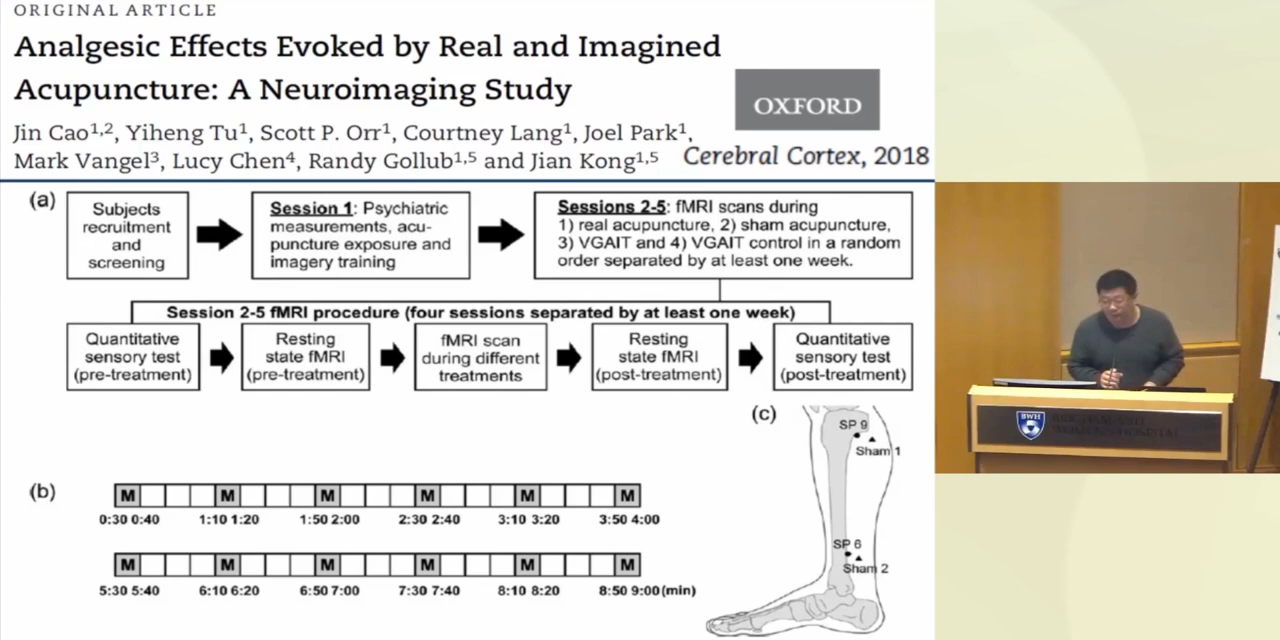 ORIGINAL ARTICLE
Analgesic Effects Evoked by Real and Imagined
Acupuncture: A Neuroimaging Study
OXFORD
Jin Cao1,2, Yiheng Tu1, Scott P. Orr1, Courtney Lang1, Joel Park1,
Mark Vangel3, Lucy Chen4, Randy Gollub1,5 and Jian Kong1,5
Cerebral Cortex, 2018
(a)
Subjects
recruitment
and
screening
Session 1: Psychiatric
measurements, acu-
puncture exposure and
imagery training
Sessions 2-5: fMRI scans during
1) real acupuncture, 2) sham acupuncture,
3) VGAIT and 4) VGAIT control in a random
order separated by at least one week.
Session 2-5 fMRI procedure (four sessions separated by at least one week)
Quantitative
sensory test
(pre-treatment)
Resting
state fMRI
(pre-treatment)
fMRI scan
during different
treatments
Resting
state fMRI
(post-treatment)
Quantitative
sensory test
(post-treatment)
(b)
M M M M M M
0:30 0:40 1:10 1:20 1:50 2:00 2:30 2:40 3:10 3:20 3:50 4:00
M M M M M M
5:30 5:40 6:10 6:20 6:50 7:00 7:30 7:40 8:10 8:20 8:50 9:00 (min)
(c)
SP 9
Sham 1
SP 6
Sham 2
BWH